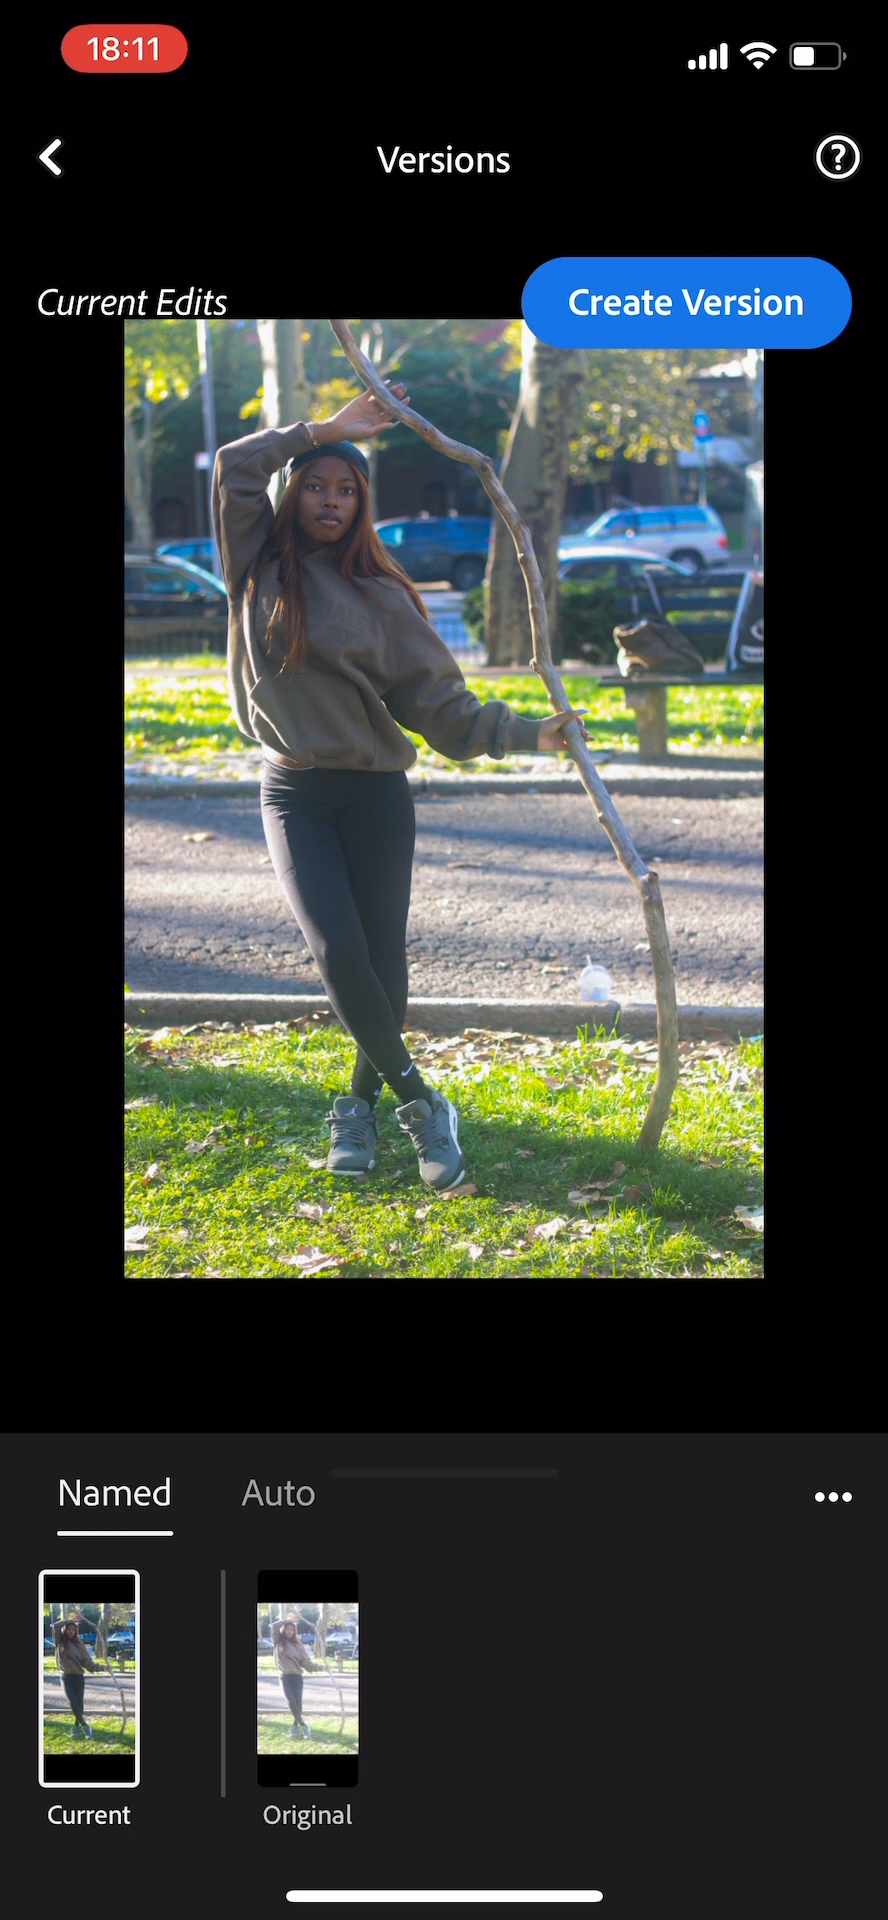 18:11
Versions
Current Edits
Create Version
Named
Auto
Current
Original